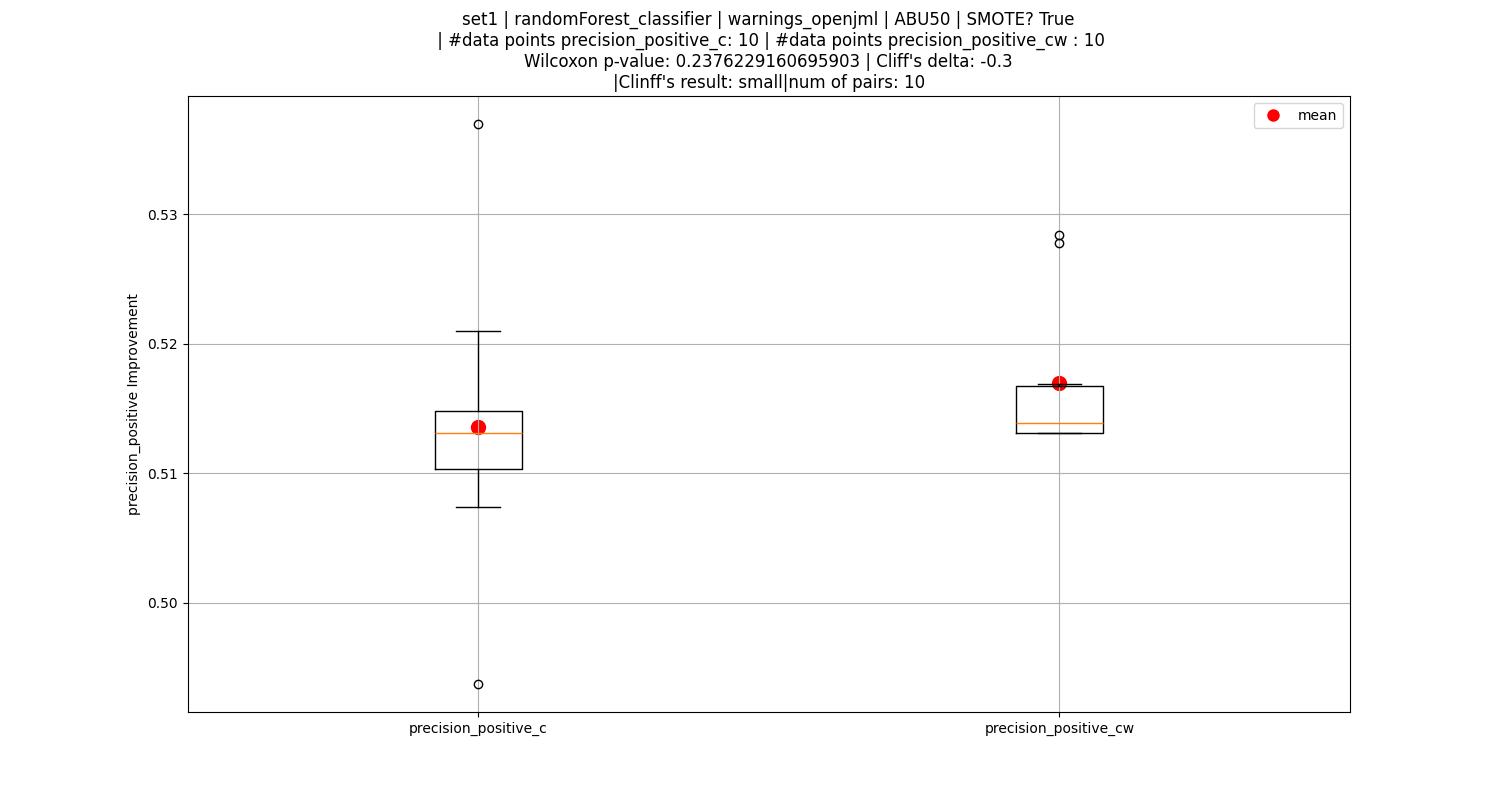 set1 | randomForest_classifier | warnings_openjml | ABU50 | SMOTE? True
| #data points precision_positive_c: 10 | #data points precision_positive_cw : 10
Wilcoxon p-value: 0.2376229160695903 | Cliff's delta: -0.3
|Clinff's result: small|num of pairs: 10
mean
precision_positive Improvement
0.53
0.52
0.51
0.50
precision_positive_c
precision_positive_cw